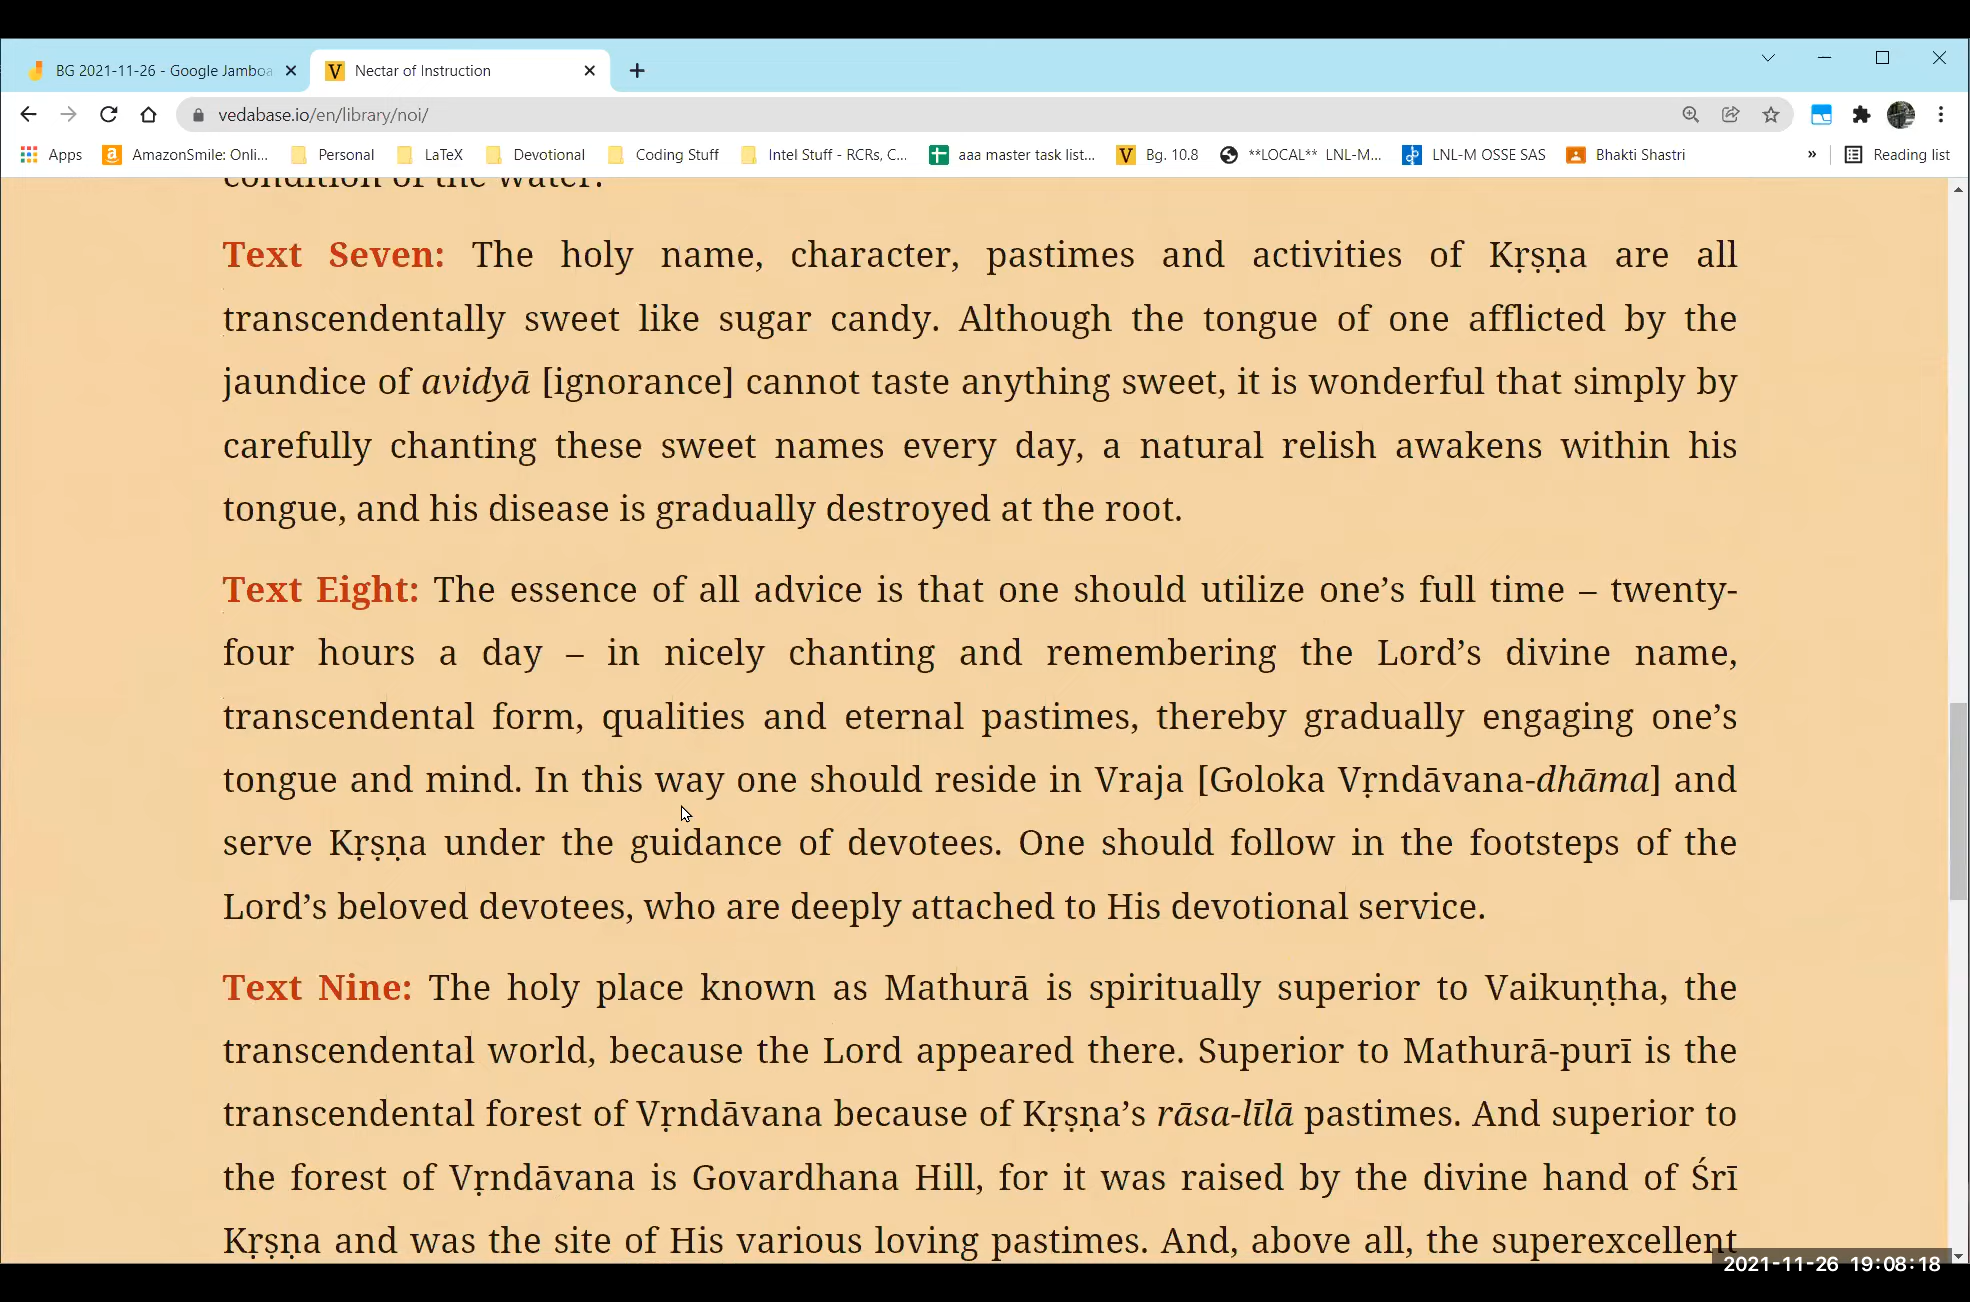 BG 2021-11-26 - Google Jamboa
Nectar of Instruction
vedabase.io/en/library/noi/
Apps
AmazonSmile: Onli...
Personal
LaTeX
Devotional
Coding Stuff
Intel Stuff - RCRs, C...
aaa master task list...
Bg. 10.8
**LOCAL** LNL-M...
LNL-M OSSE SAS
Bhakti Shastri
»
Reading list
condition of the water.
Text Seven: The holy name, character, pastimes and activities of Kṛṣṇa are all
transcendentally sweet like sugar candy. Although the tongue of one afflicted by the
jaundice of avidyā [ignorance] cannot taste anything sweet, it is wonderful that simply by
carefully chanting these sweet names every day, a natural relish awakens within his
tongue, and his disease is gradually destroyed at the root.
Text Eight: The essence of all advice is that one should utilize one’s full time – twenty-
four hours a day – in nicely chanting and remembering the Lord’s divine name,
transcendental form, qualities and eternal pastimes, thereby gradually engaging one’s
tongue and mind. In this way one should reside in Vraja [Goloka Vṛndāvana-dhāma] and
serve Kṛṣṇa under the guidance of devotees. One should follow in the footsteps of the
Lord’s beloved devotees, who are deeply attached to His devotional service.
Text Nine: The holy place known as Mathurā is spiritually superior to Vaikuṇṭha, the
transcendental world, because the Lord appeared there. Superior to Mathurā-purī is the
transcendental forest of Vṛndāvana because of Kṛṣṇa’s rāsa-līlā pastimes. And superior to
the forest of Vṛndāvana is Govardhana Hill, for it was raised by the divine hand of Śrī
Kṛṣṇa and was the site of His various loving pastimes. And, above all, the superexcellent
2021-11-26 19:08:18